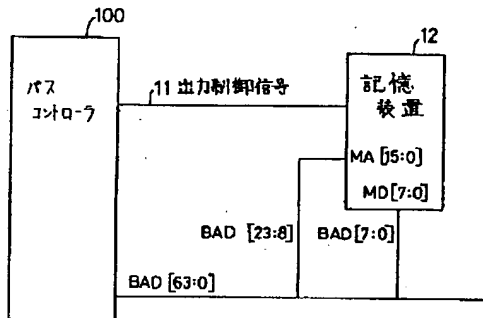 100
バス
コントローラ
11 出力制御信号
12
記憶
装置
MA [15:0]
MD [7:0]
BAD [23:8]
BAD [7:0]
BAD [63:0]